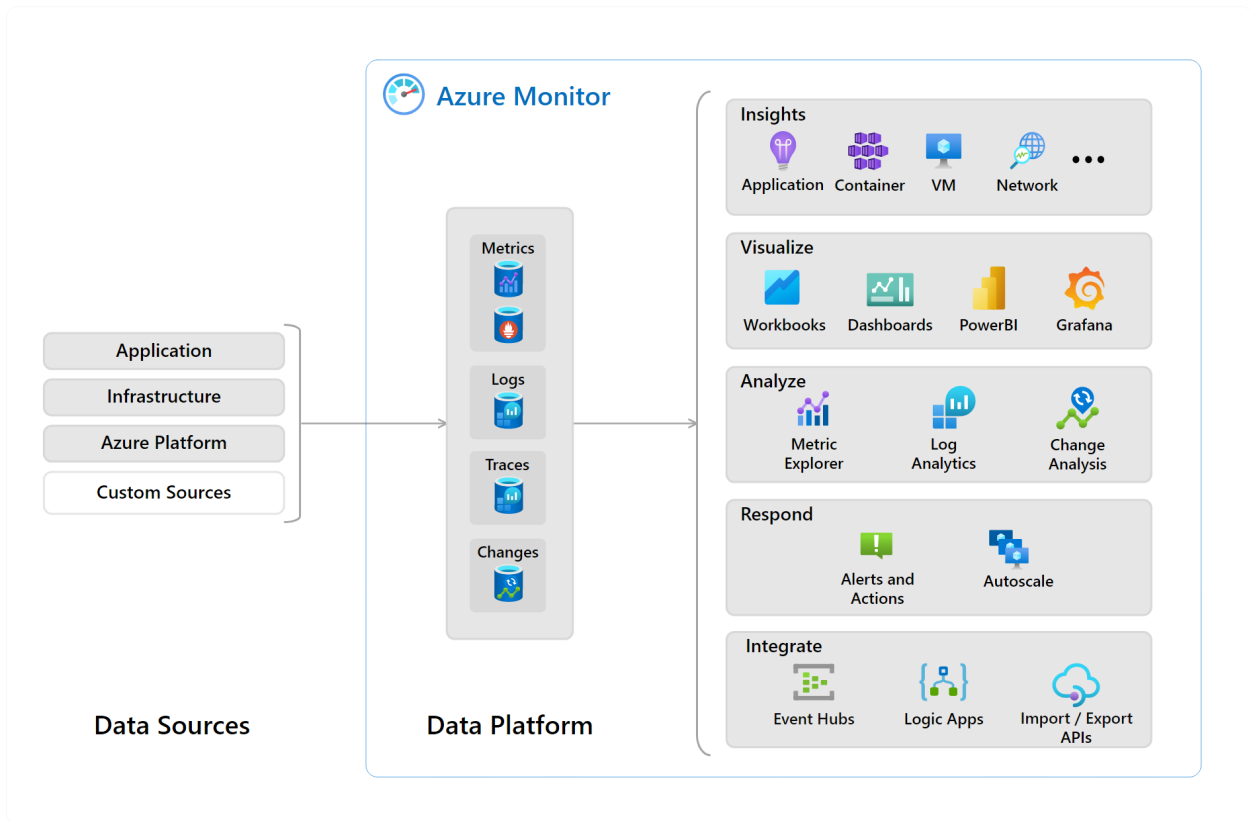 Azure Monitor
Application
Infrastructure
Azure Platform
Custom Sources
Data Sources
Metrics
Logs
Traces
Changes
Data Platform
Insights
Application
Container
VM
Network
...
Visualize
Workbooks
Dashboards
PowerBI
Grafana
Analyze
Metric
Explorer
Log
Analytics
Change
Analysis
Respond
Alerts and
Actions
Autoscale
Integrate
Event Hubs
Logic Apps
Import / Export
APIs